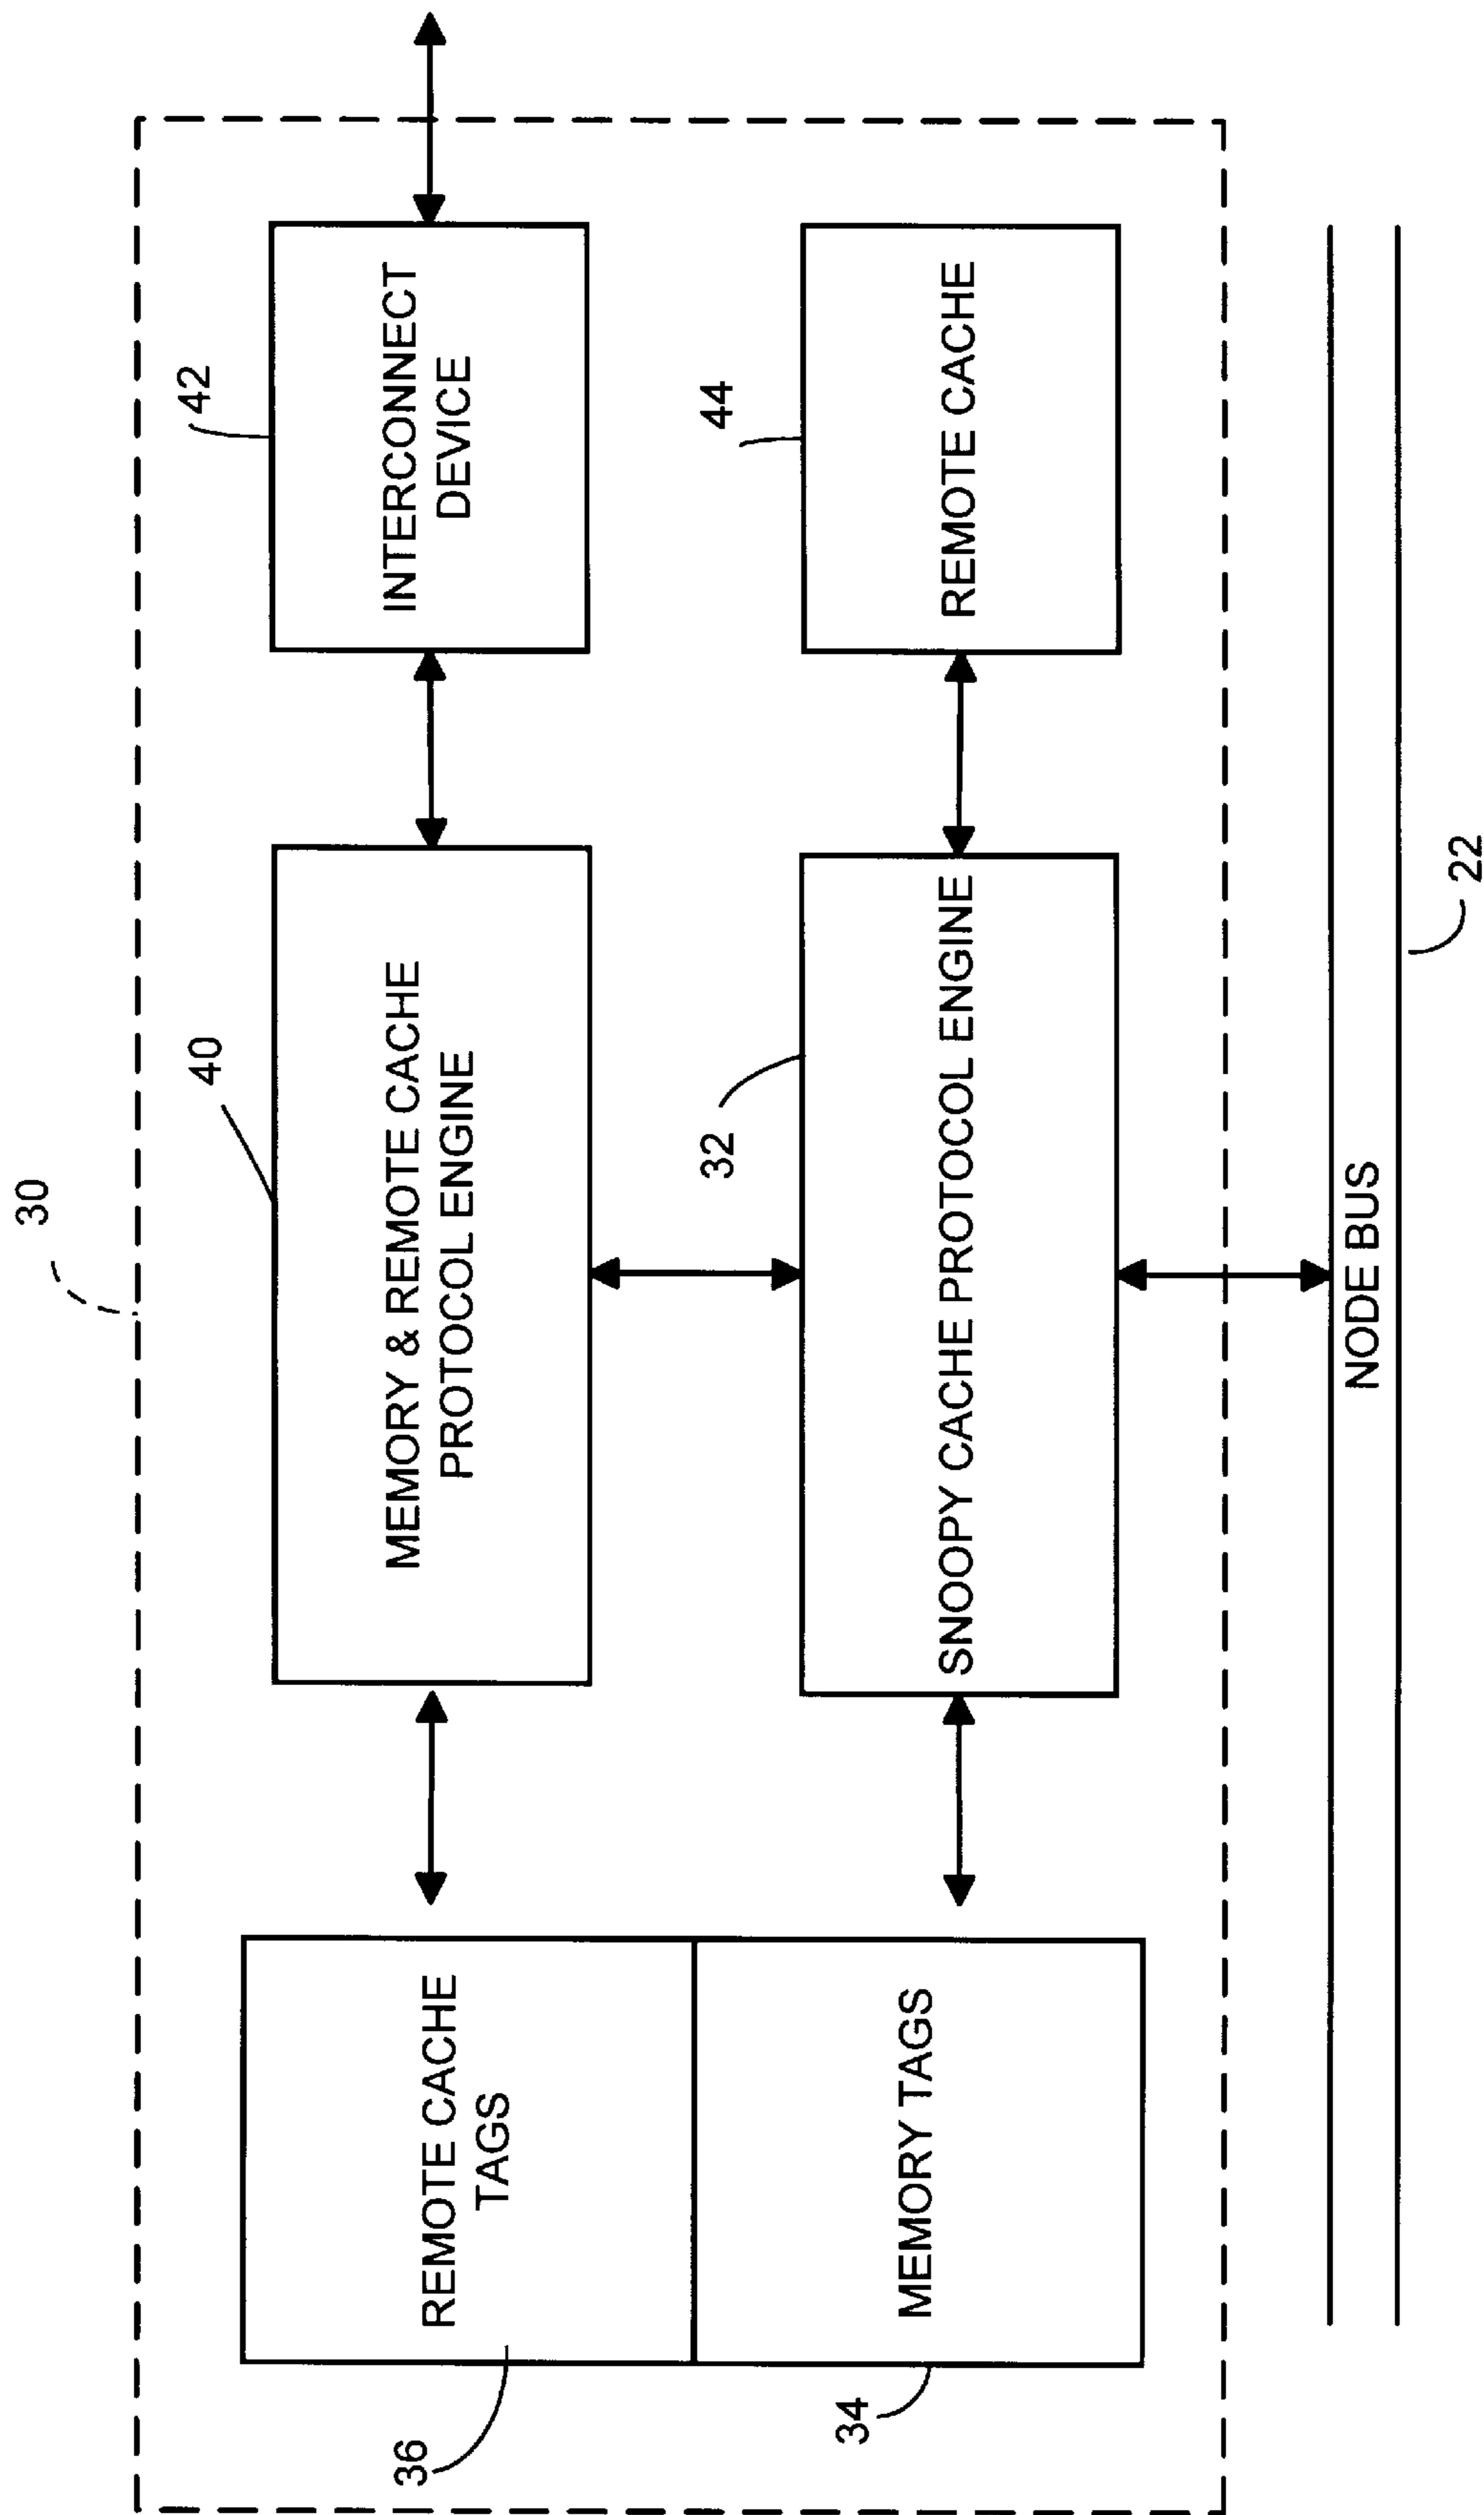 30
36
REMOTE CACHE
TAGS
34
MEMORY TAGS
40
MEMORY & REMOTE CACHE
PROTOCOL ENGINE
32
SNOOPY CACHE PROTOCOL ENGINE
42
INTERCONNECT
DEVICE
44
REMOTE CACHE
NODE BUS
22